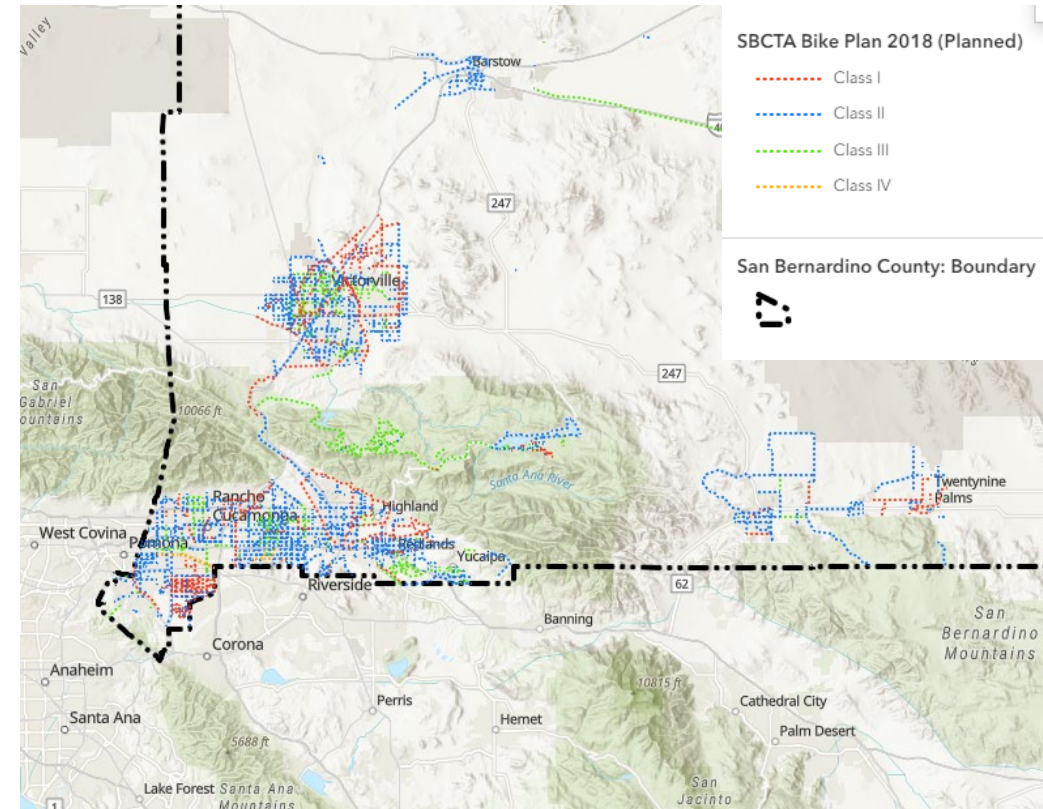 Valley
Barstow
SBCTA Bike Plan 2018 (Planned)
Class I
Class II
Class III
Class IV
San Bernardino County: Boundary
247
Victorville
138
247
San
Gabriel
ountains
10066 ft
Santa Ana River
Twentynine
Palms
Rancho
Cucamonga
Highland
West Covina
Pomona
Redlands
Yucaipa
Riverside
62
Banning
San
Bernardino
Mountains
Corona
Anaheim
10815 ft
Perris
Cathedral City
Santa Ana
Hemet
Palm Desert
5688 ft
Lake Forest
Santa Ana
Mountains
San
Jacinto
1